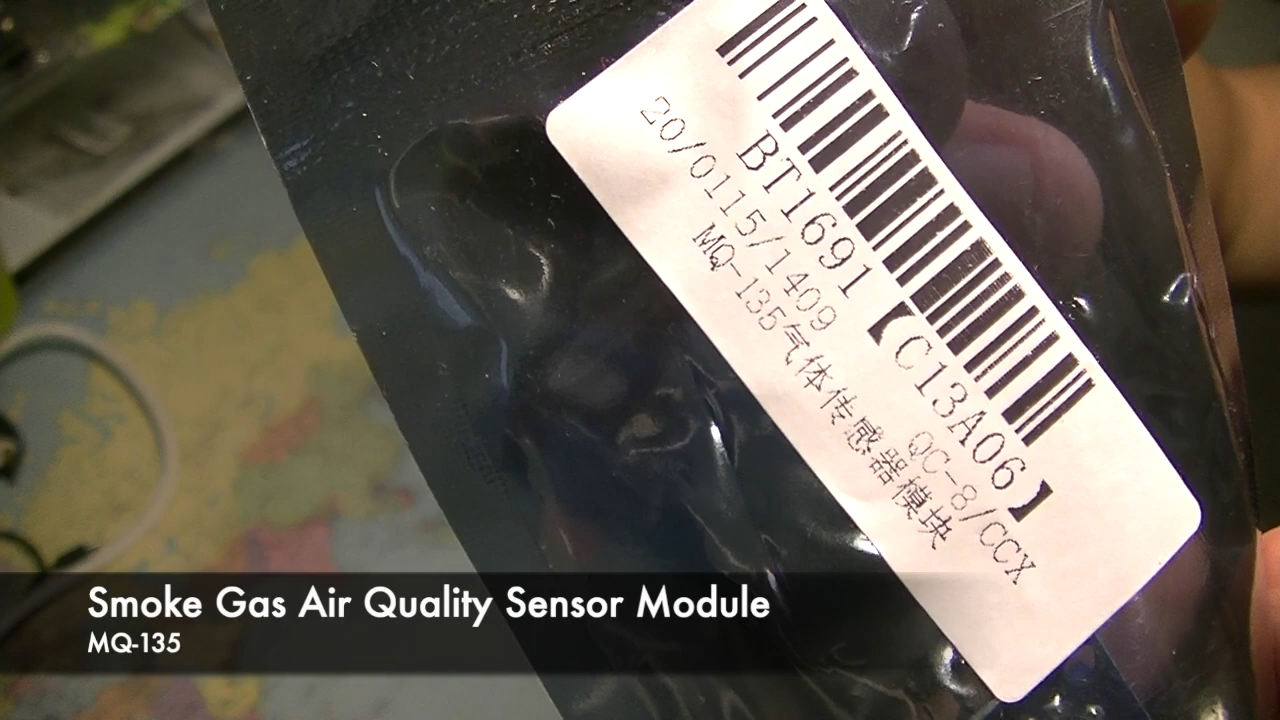 BT1691【C13A06】
20/0115/1409 QC-8/CCX
MQ-135气体传感器模块
Smoke Gas Air Quality Sensor Module
MQ-135